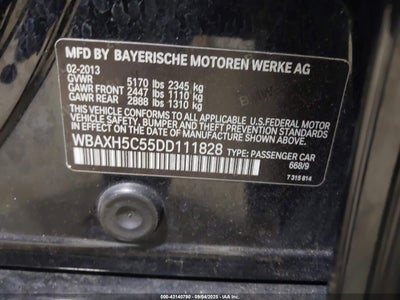 MFD BY BAYERISCHE MOTOREN WERKE AG
02-2013
GVWR 5170 lbs 2345 kg
GAWR FRONT 2447 lbs 1110 kg
GAWR REAR 2888 lbs 1310 kg
THIS VEHICLE CONFORMS TO ALL APPLICABLE U.S. FEDERAL MOTOR
VEHICLE SAFETY, BUMPER AND THEFT PREVENTION STANDARDS
IN EFFECT ON THE DATE OF MANUFACTURE SHOWN ABOVE.
WBAXH5C55DD111828 TYPE: PASSENGER CAR
668/9
7 315 814
000-43140790 - 09/04/2025 - IAA Inc.